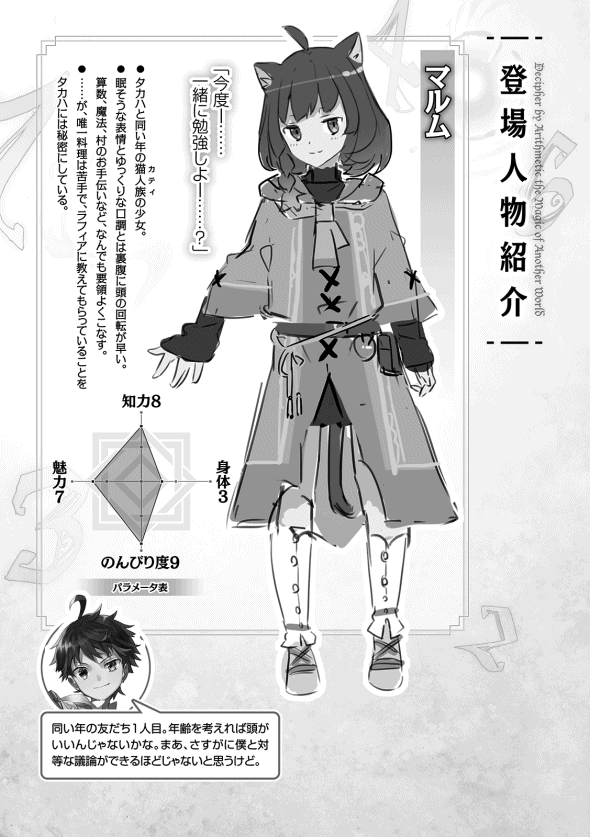 登場人物紹介
Decipher by Arithmetic the Magic of Another World
マルム
「今度ー………
一緒に勉強しよー……？」
●タカハと同い年の猫人族の少女。
カティ
●眠そうな表情とゆっくりな口調とは裏腹に頭の回転が早い。
算数、魔法、村のお手伝いなど、なんでも要領よくこなす。
●……が、唯一料理は苦手で、ラフィアに教えてもらっていることを
タカハには秘密にしている。
知力8
身体3
魅力7
のんびり度9
パラメータ表
同い年の友だち1人目。年齢を考えれば頭が
いいんじゃないかな。まあ、さすがに僕と対
等な議論ができるほどじゃないと思うけど。